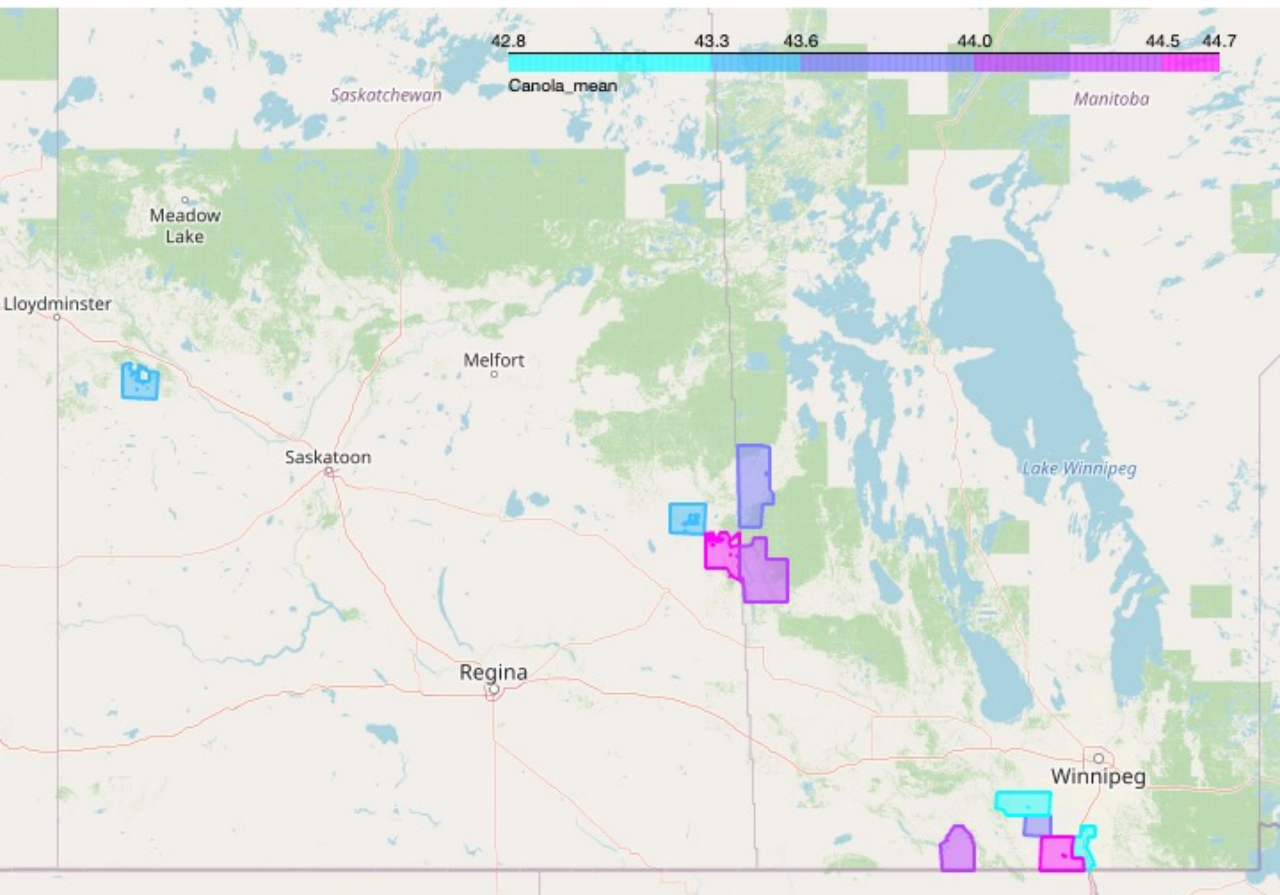 42.8 43.3 43.6 44.0 44.5 44.7
Canola_mean
Saskatchewan
Manitoba
Meadow
Lake
Lloydminster
Melfort
Saskatoon
Lake Winnipeg
Regina
Winnipeg